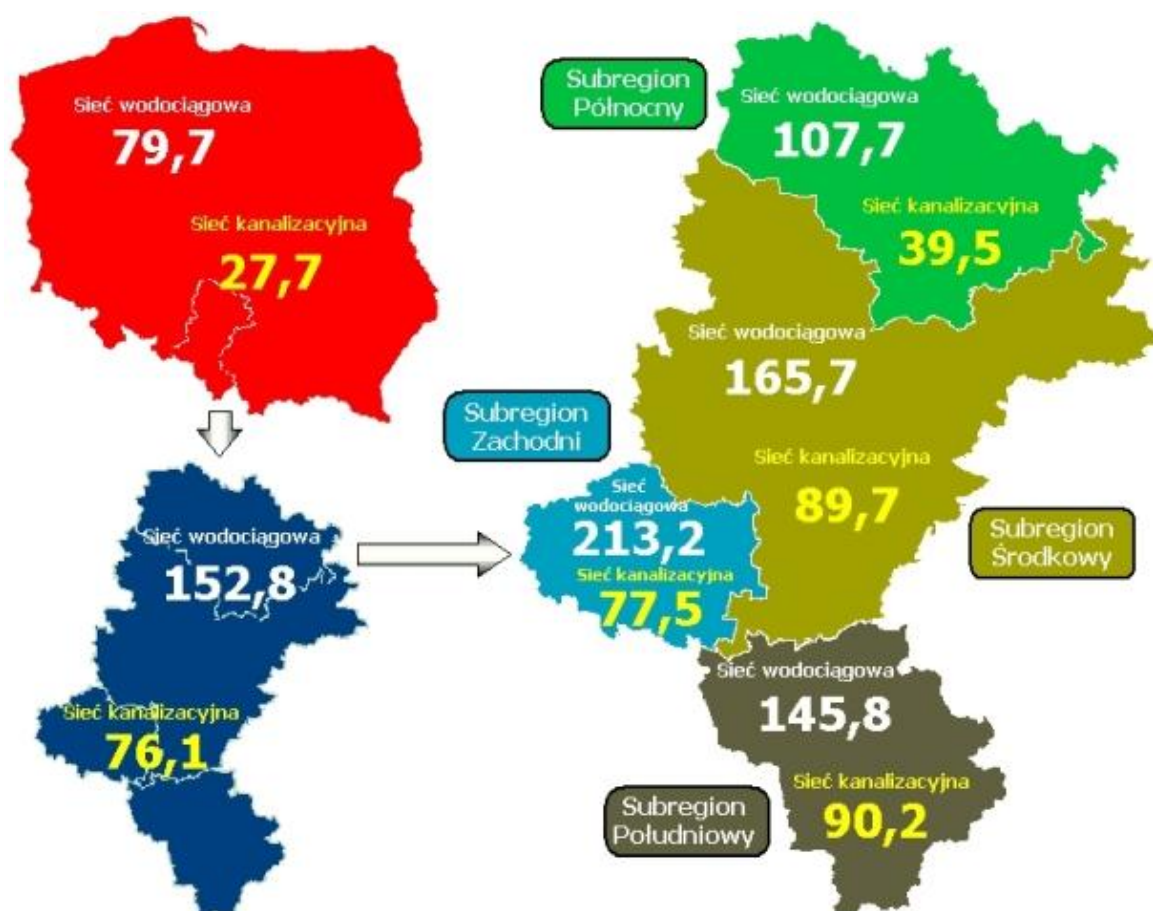 Sieć wodociągowa
79,7
Sieć kanalizacyjna
27,7
Sieć wodociągowa
152,8
Sieć kanalizacyjna
76,1
Subregion
Północny
Sieć wodociągowa
107,7
Sieć kanalizacyjna
39,5
Sieć wodociągowa
165,7
Sieć kanalizacyjna
89,7
Subregion
Środkowy
Subregion
Zachodni
Sieć
wodociągowa
213,2
Sieć kanalizacyjna
77,5
Sieć wodociągowa
145,8
Sieć kanalizacyjna
90,2
Subregion
Południowy